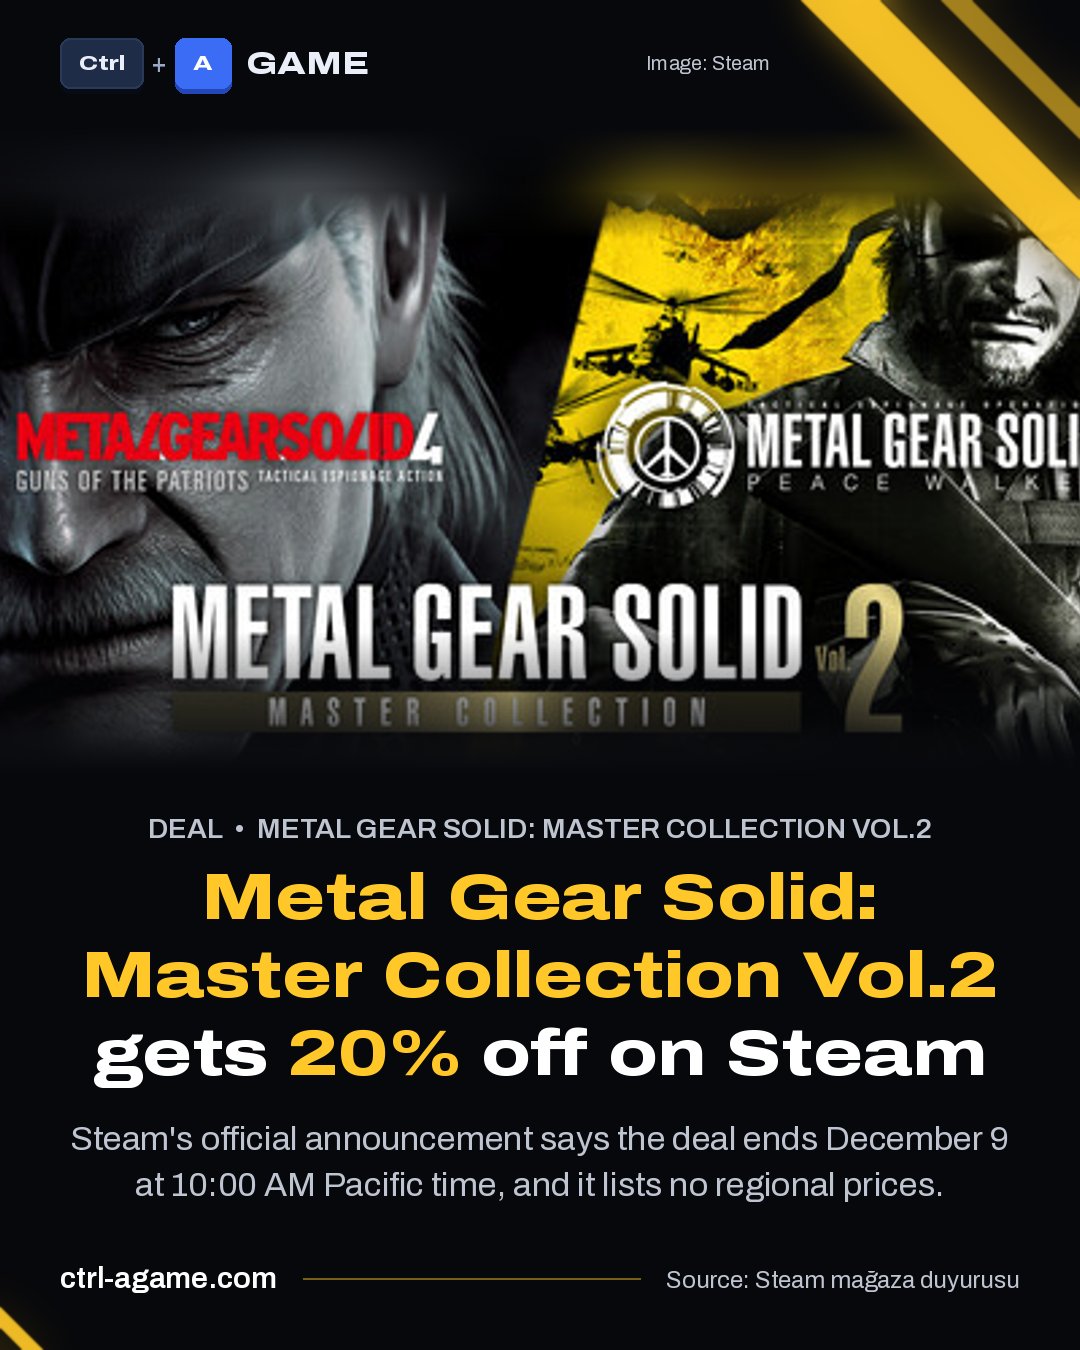 Ctrl + A GAME
Image: Steam
METAL GEAR SOLID 4
GUNS OF THE PATRIOTS TACTICAL ESPIONAGE ACTION
METAL GEAR SOLI
PEACE WALKE
METAL GEAR SOLID Vol. 2
MASTER COLLECTION
DEAL • METAL GEAR SOLID: MASTER COLLECTION VOL.2
Metal Gear Solid:
Master Collection Vol.2
gets 20% off on Steam
Steam's official announcement says the deal ends December 9
at 10:00 AM Pacific time, and it lists no regional prices.
ctrl-agame.com
Source: Steam mağaza duyurusu